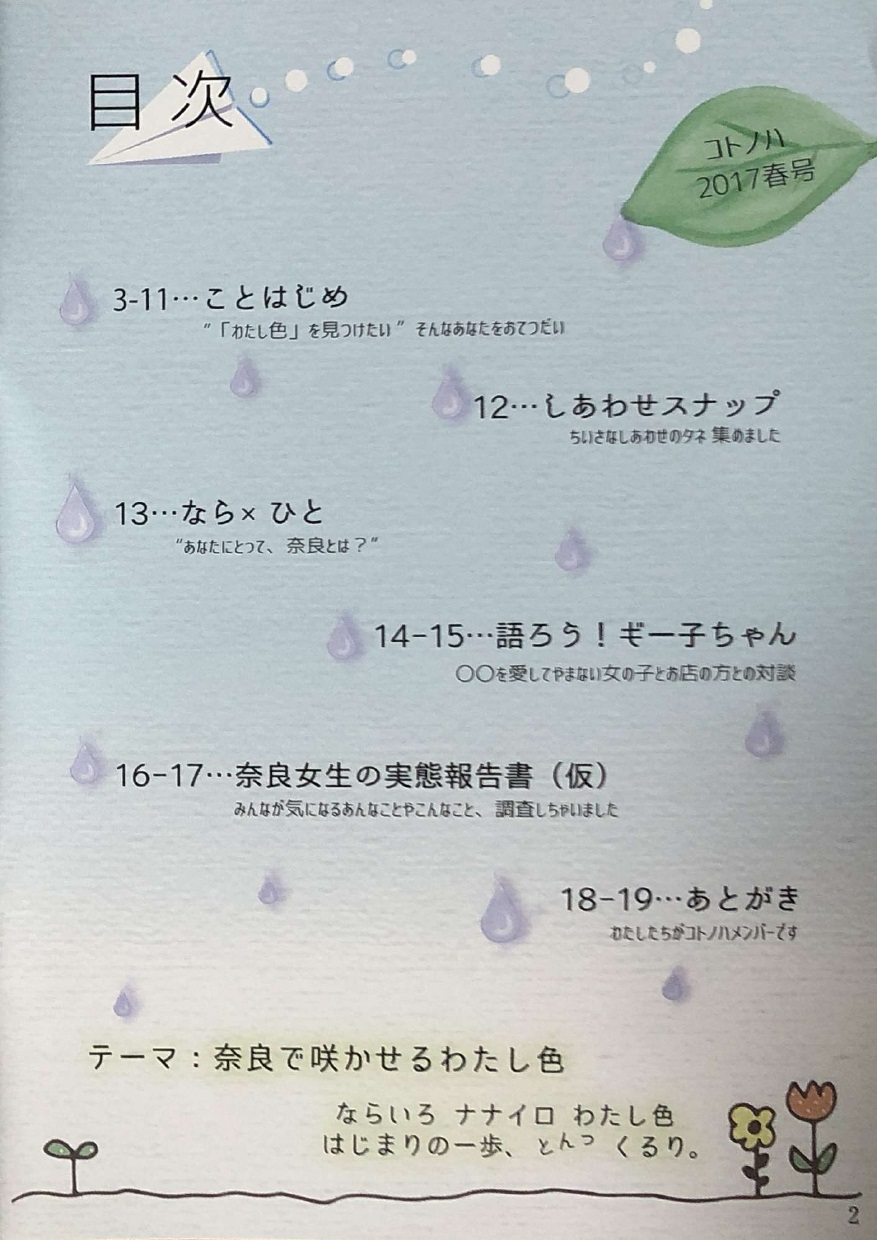 目次
コトノハ
2017春号
3-11…ことはじめ
"「わたし色」を見つけたい" そんなあなたをおてつだい
12…しあわせスナップ
ちいさなしあわせのタネ 集めました
13…なら×ひと
"あなたにとって、奈良とは?"
14-15…語ろう!ギー子ちゃん
〇〇を愛してやまない女の子とお店の方との対談
16-17…奈良女生の実態報告書(仮)
みんなが気になるあんなことやこんなこと、調査しちゃいました
18-19…あとがき
わたしたちがコトノハメンバーです
テーマ:奈良で咲かせるわたし色
ならいろ ナナイロ わたし色
はじまりの一歩、とんっ くるり。
2